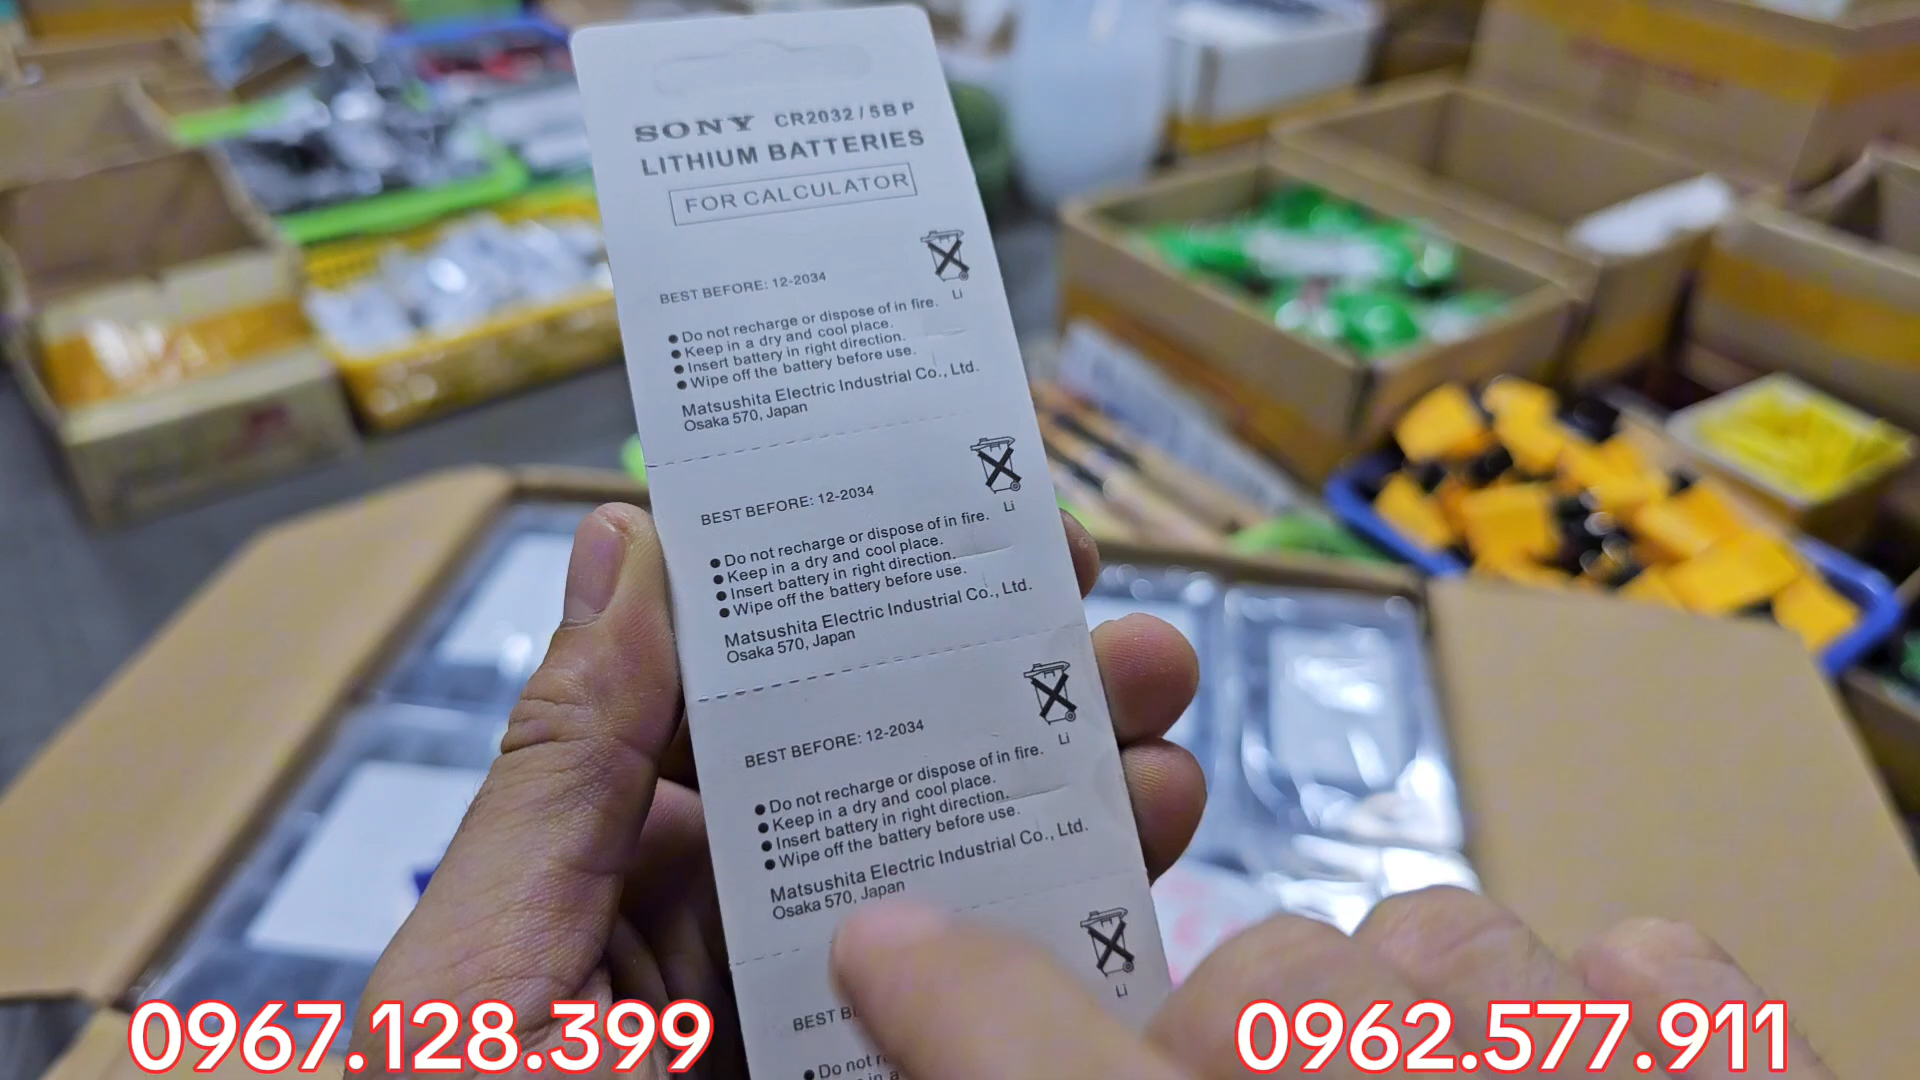 SONY CR2032 / 5B P
LITHIUM BATTERIES
FOR CALCULATOR
BEST BEFORE: 12-2034
Li
● Do not recharge or dispose of in fire.
● Keep in a dry and cool place.
● Insert battery in right direction.
● Wipe off the battery before use.
Matsushita Electric Industrial Co., Ltd.
Osaka 570, Japan
BEST BEFORE: 12-2034
Li
● Do not recharge or dispose of in fire.
● Keep in a dry and cool place.
● Insert battery in right direction.
● Wipe off the battery before use.
Matsushita Electric Industrial Co., Ltd.
Osaka 570, Japan
BEST BEFORE: 12-2034
Li
● Do not recharge or dispose of in fire.
● Keep in a dry and cool place.
● Insert battery in right direction.
● Wipe off the battery before use.
Matsushita Electric Industrial Co., Ltd.
Osaka 570, Japan
Li
BEST
● Do not
in a
0967.128.399
0962.577.911